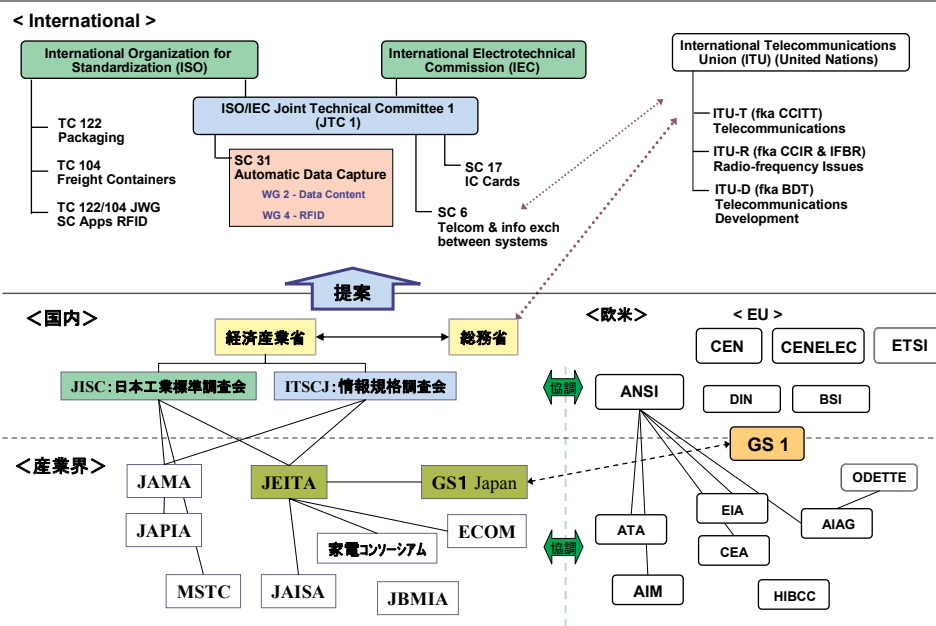 < International >
International Organization for
Standardization (ISO)
International Electrotechnical
Commission (IEC)
International Telecommunications
Union (ITU) (United Nations)
ISO/IEC Joint Technical Committee 1
(JTC 1)
TC 122
Packaging
TC 104
Freight Containers
TC 122/104 JWG
SC Apps RFID
SC 31
Automatic Data Capture
WG 2 - Data Content
WG 4 - RFID
SC 17
IC Cards
SC 6
Telcom & info exch
between systems
ITU-T (fka CCITT)
Telecommunications
ITU-R (fka CCIR & IFBR)
Radio-frequency Issues
ITU-D (fka BDT)
Telecommunications
Development
提案
＜国内＞
経済産業省
総務省
JISC：日本工業標準調査会
ITSCJ：情報規格調査会
＜欧米＞
< EU >
CEN
CENELEC
ETSI
協調
ANSI
DIN
BSI
GS 1
＜産業界＞
JAMA
JEITA
GS1 Japan
JAPIA
家電コンソーシアム
ECOM
MSTC
JAISA
JBMIA
協調
ODETTE
EIA
ATA
AIAG
CEA
AIM
HIBCC